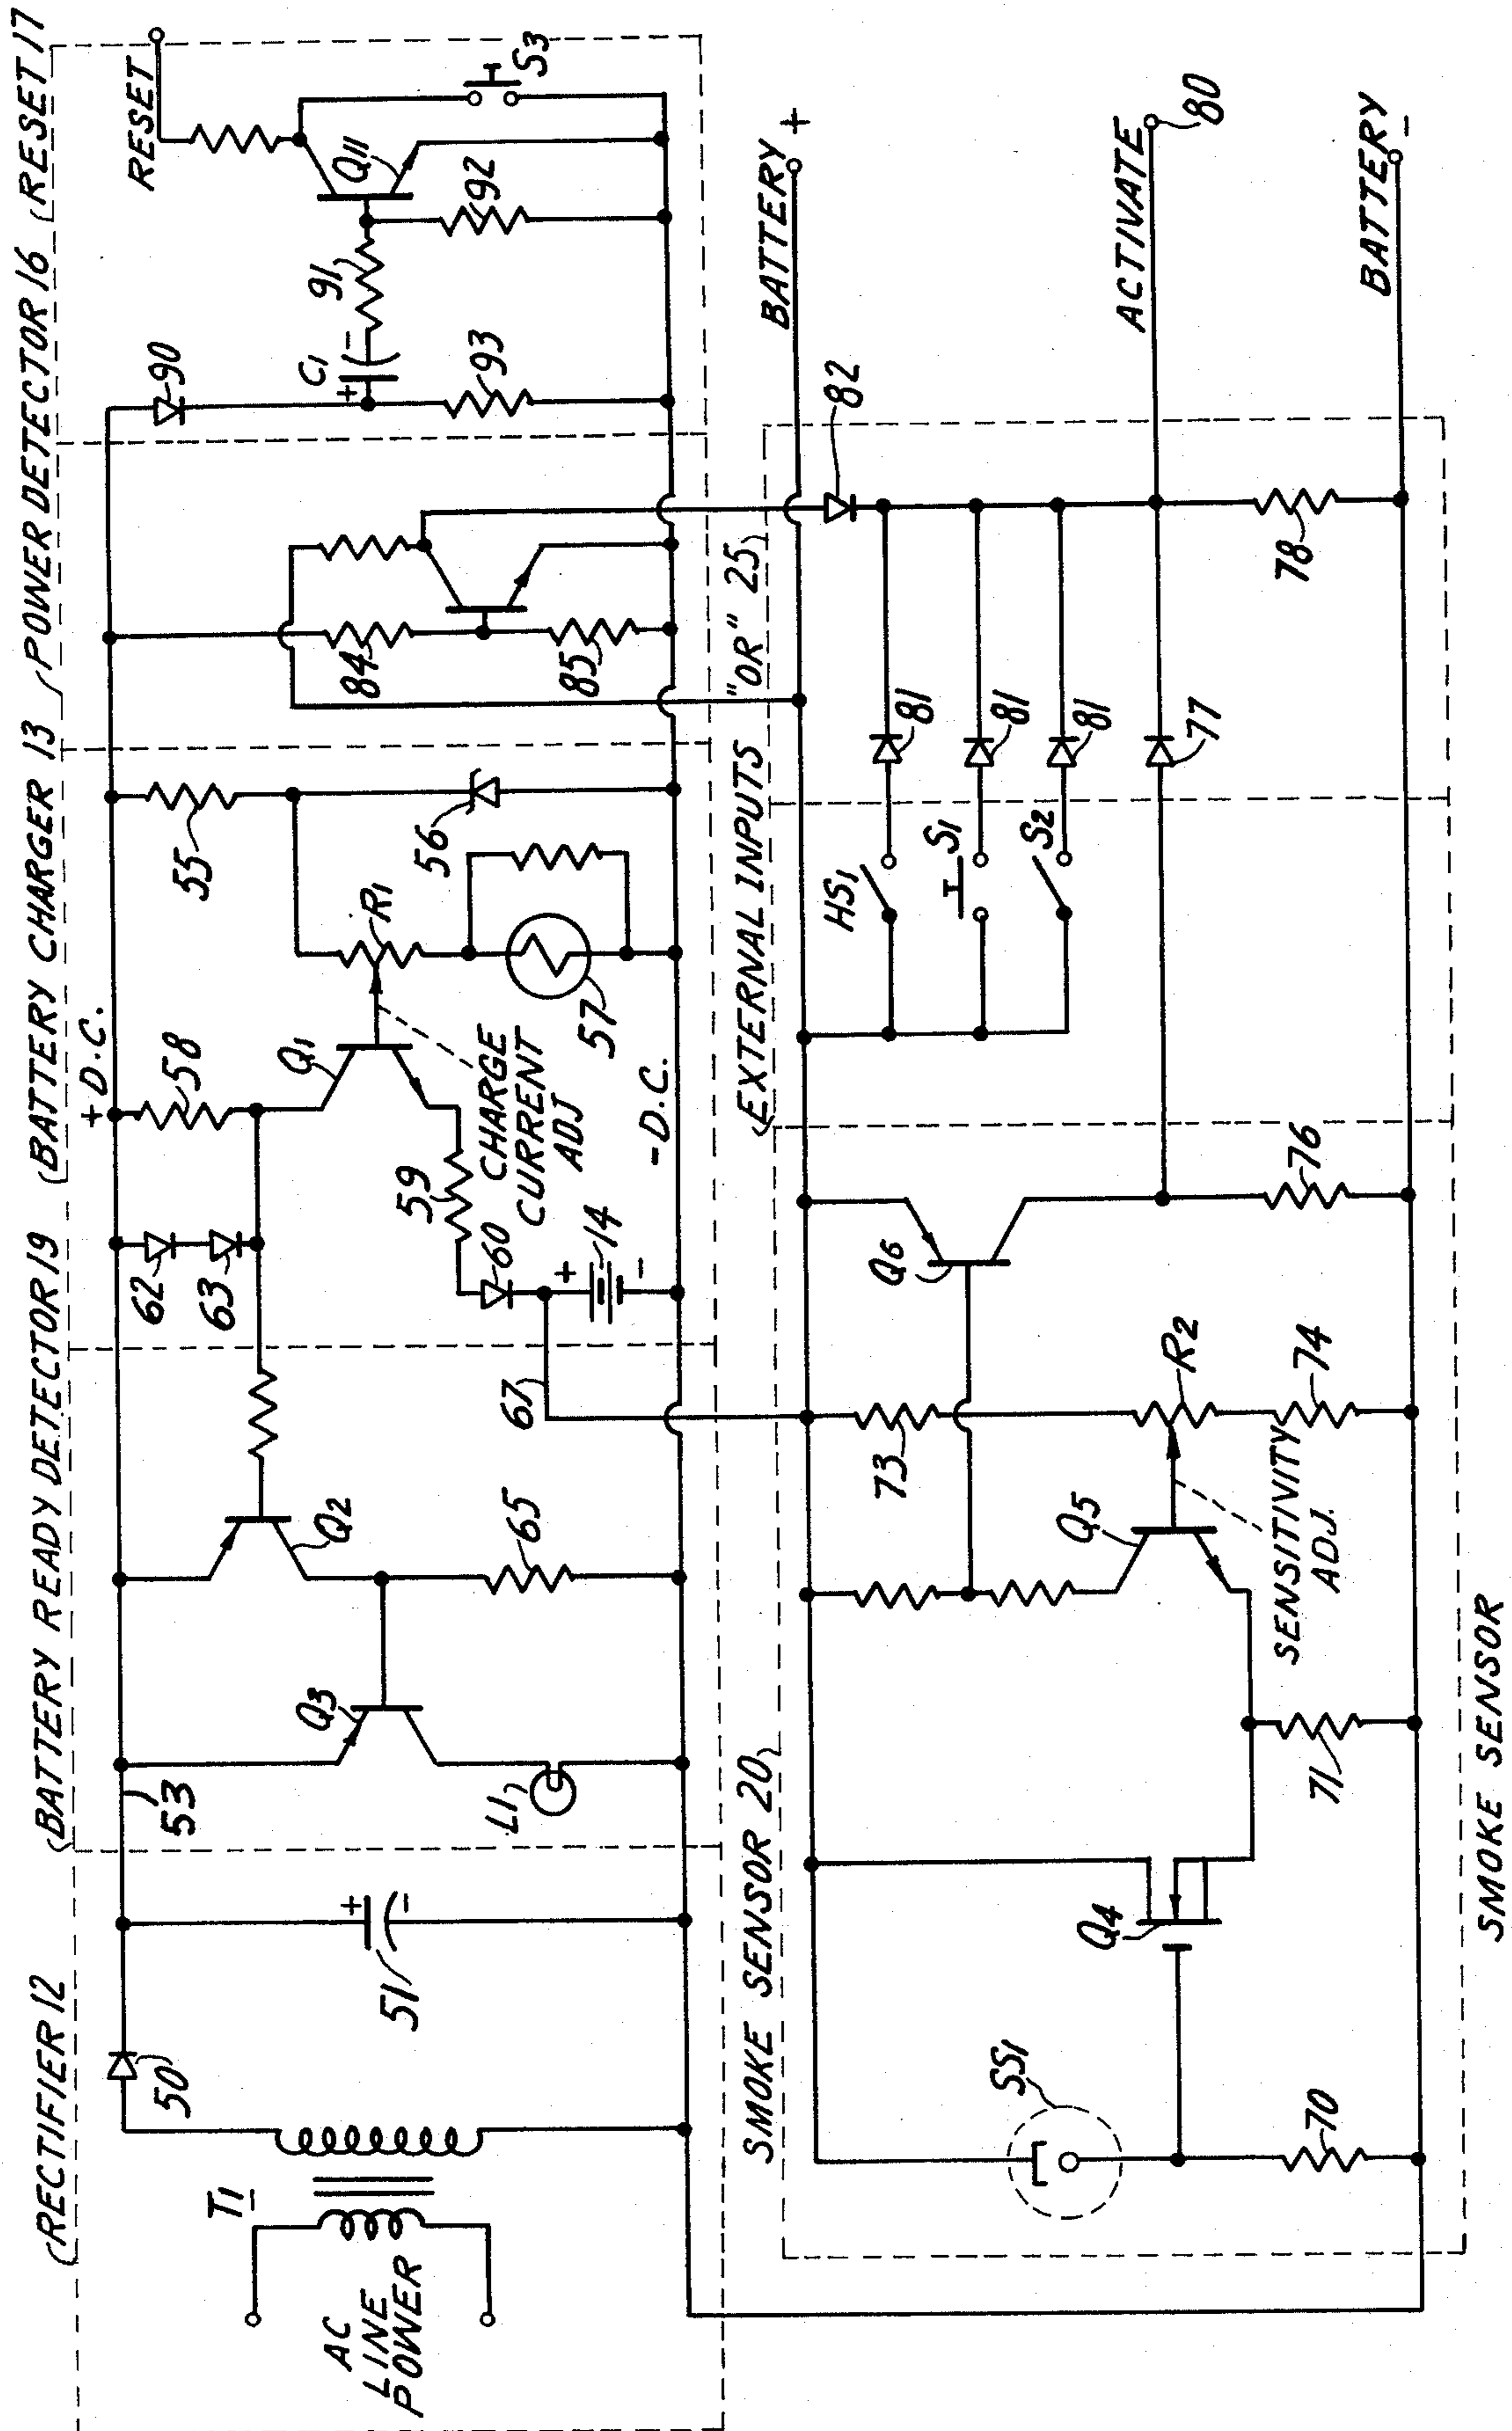 RECTIFIER 12
BATTERY READY DETECTOR 19
BATTERY CHARGER 13
POWER DETECTOR 16
RESET 17
T1
AC
LINE
POWER
50
51
+
-
53
Q3
L1
Q2
65
62
63
+ D.C.
58
Q1
59
60
+
14
-
67
CHARGE
CURRENT
ADJ
- D.C.
55
R1
56
57
84
85
90
C1
+
-
91
93
92
Q11
RESET
S3
SMOKE SENSOR 20
EXTERNAL INPUTS
"OR" 25
SS1
70
Q4
71
Q5
SENSITIVITY
ADJ.
73
R2
74
Q6
76
HS1
S1
S2
81
81
81
77
82
78
BATTERY +
ACTIVATE
80
BATTERY -
SMOKE SENSOR